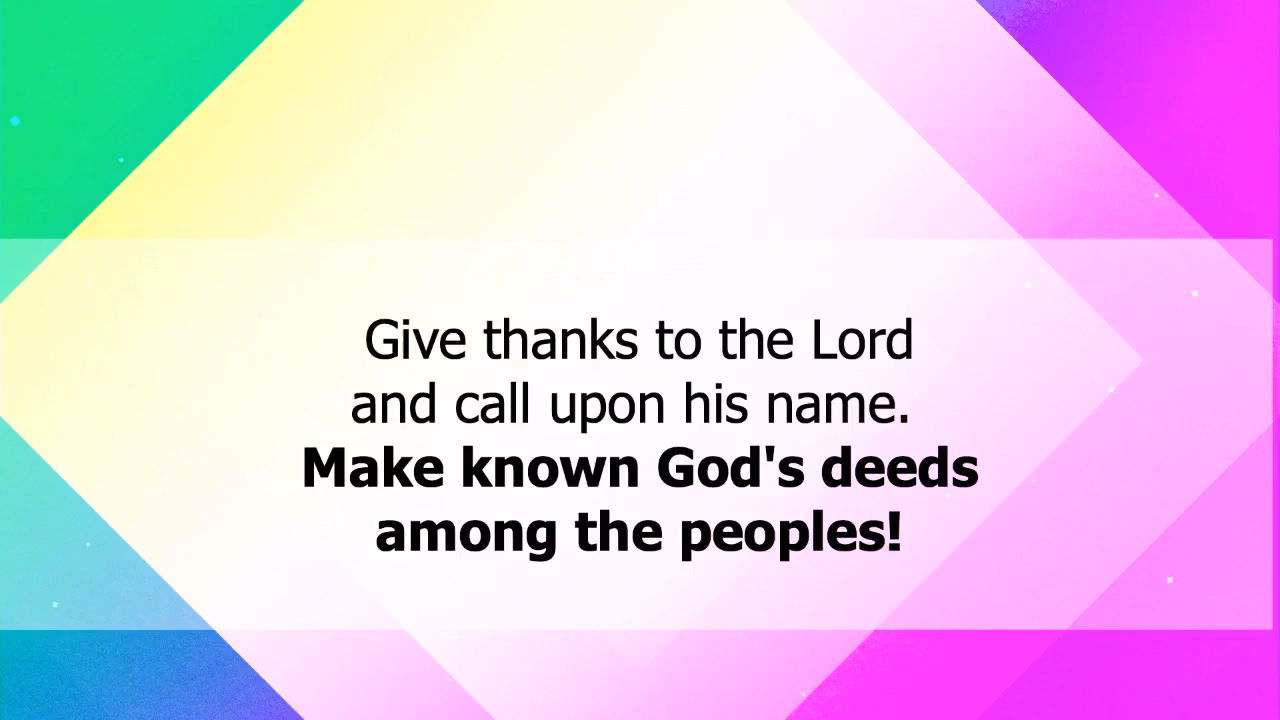 Give thanks to the Lord
and call upon his name.
Make known God's deeds
among the peoples!